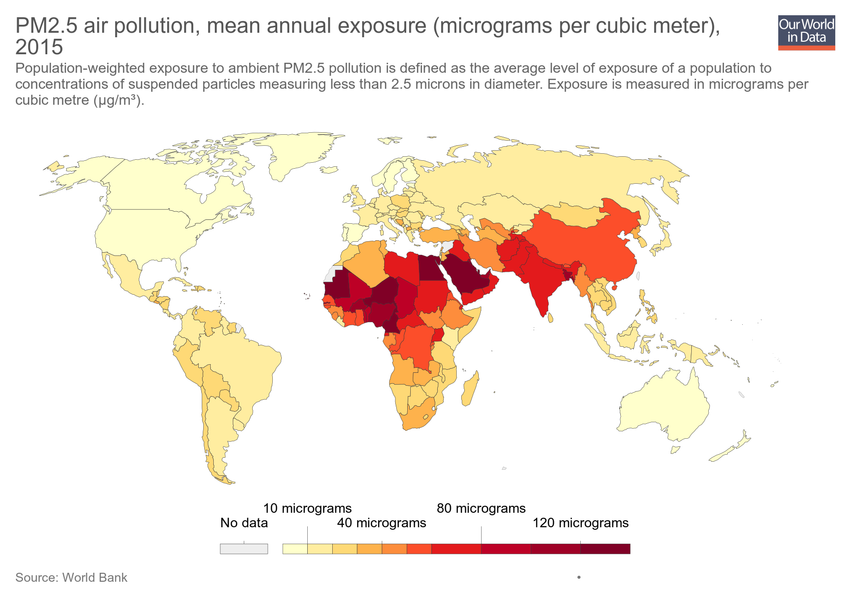 PM2.5 air pollution, mean annual exposure (micrograms per cubic meter),
2015
Our World
in Data
Population-weighted exposure to ambient PM2.5 pollution is defined as the average level of exposure of a population to
concentrations of suspended particles measuring less than 2.5 microns in diameter. Exposure is measured in micrograms per
cubic metre (µg/m³).
10 micrograms 80 micrograms
No data 40 micrograms 120 micrograms
Source: World Bank